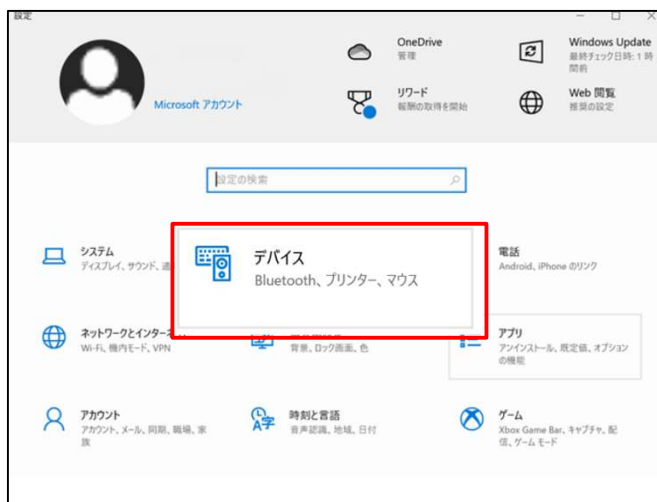 設定
OneDrive
管理
Windows Update
最終チェック日時: 1 時
間前
Microsoft アカウント
リワード
報酬の取得を開始
Web 閲覧
推奨の設定
設定の検索
システム
ディスプレイ、サウンド、通
デバイス
Bluetooth、プリンター、マウス
電話
Android、iPhone のリンク
ネットワークとインターネ
Wi-Fi、機内モード、VPN
背景、ロック画面、色
アプリ
アンインストール、既定値、オプション
の機能
アカウント
アカウント、メール、同期、職場、家
族
時刻と言語
音声認識、地域、日付
ゲーム
Xbox Game Bar、キャプチャ、配
信、ゲーム モード